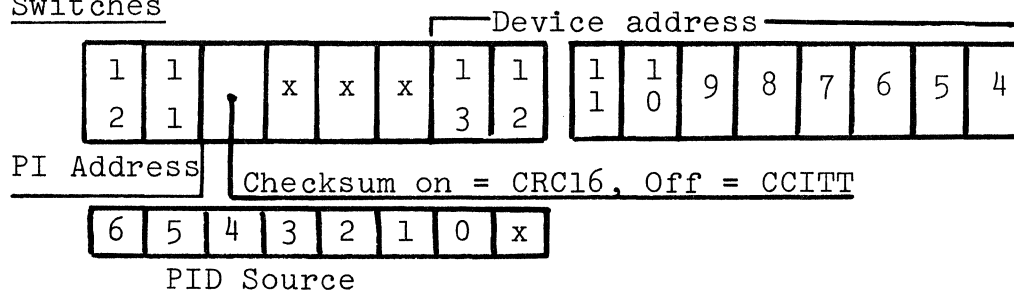 Switches
Device address
1 1 x x x 1 1 1 1 9 8 7 6 5 4
2 1 3 2 1 0
PI Address
Checksum on = CRC16, Off = CCITT
6 5 4 3 2 1 0 x
PID Source